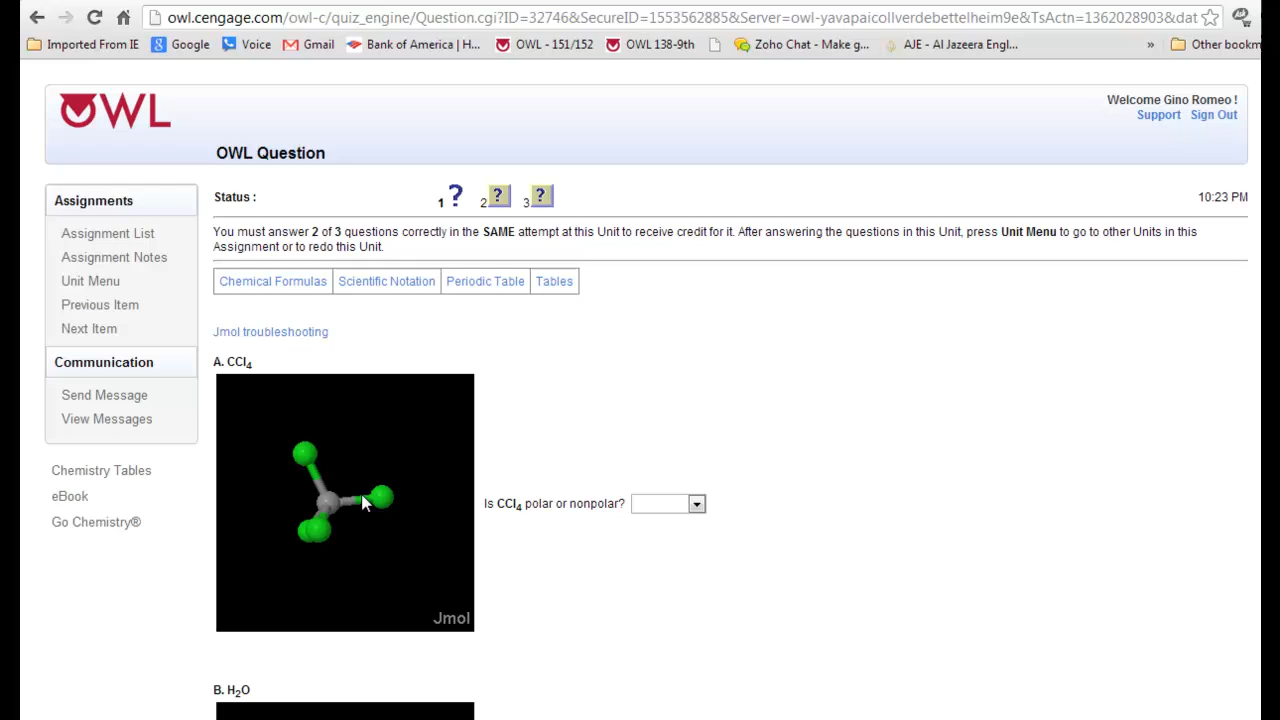 owl.cengage.com/owl-c/quiz_engine/Question.cgi?ID=32746&SecureID=1553562885&Server=owl-yavapaicollverdebettelheim9e&TsActn=1362028903&dat
Imported From IE Google Voice Gmail Bank of America | H... OWL - 151/152 OWL 138-9th Zoho Chat - Make g... AJE - Al Jazeera Engl... » Other bookm
OWL
Welcome Gino Romeo !
Support Sign Out
OWL Question
Assignments
Assignment List
Assignment Notes
Unit Menu
Previous Item
Next Item
Communication
Send Message
View Messages
Chemistry Tables
eBook
Go Chemistry®
Status : 1 ? 2 ? 3 ? 10:23 PM
You must answer 2 of 3 questions correctly in the SAME attempt at this Unit to receive credit for it. After answering the questions in this Unit, press Unit Menu to go to other Units in this
Assignment or to redo this Unit.
Chemical Formulas Scientific Notation Periodic Table Tables
Jmol troubleshooting
A. CCl4
Jmol
Is CCl4 polar or nonpolar?
B. H2O